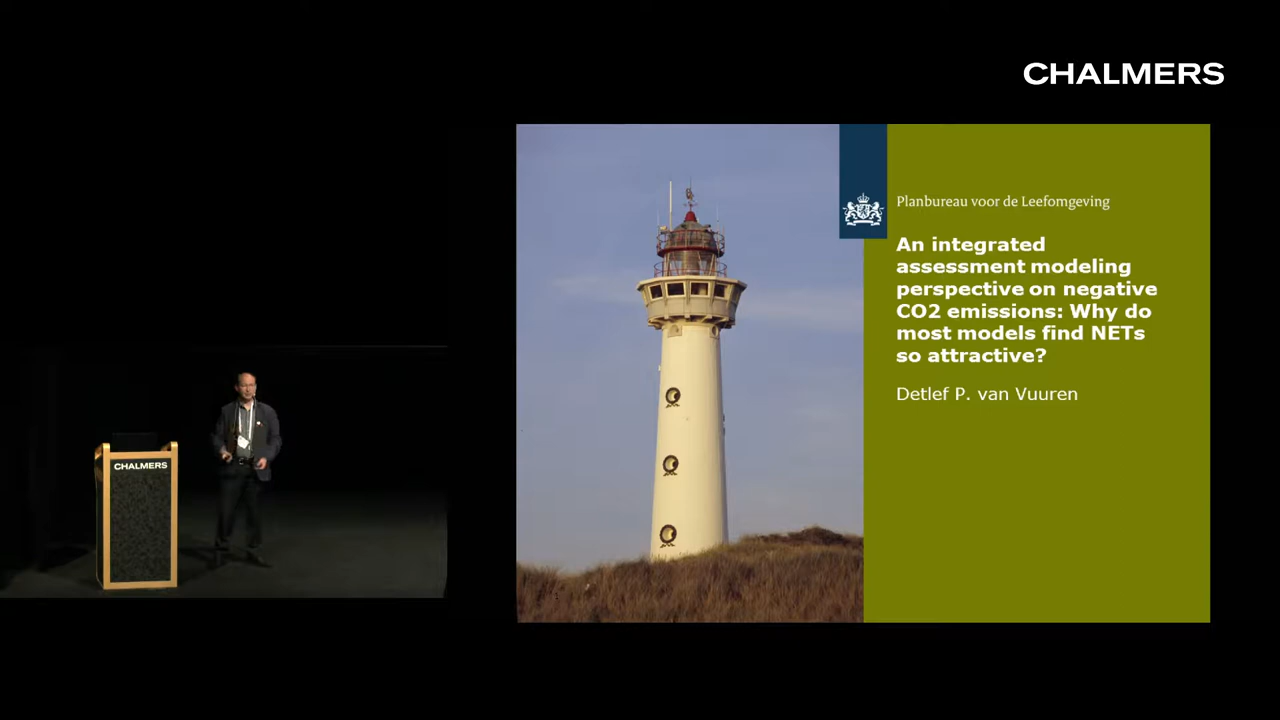 CHALMERS
Planbureau voor de Leefomgeving
An integrated
assessment modeling
perspective on negative
CO2 emissions: Why do
most models find NETs
so attractive?
Detlef P. van Vuuren
CHALMERS